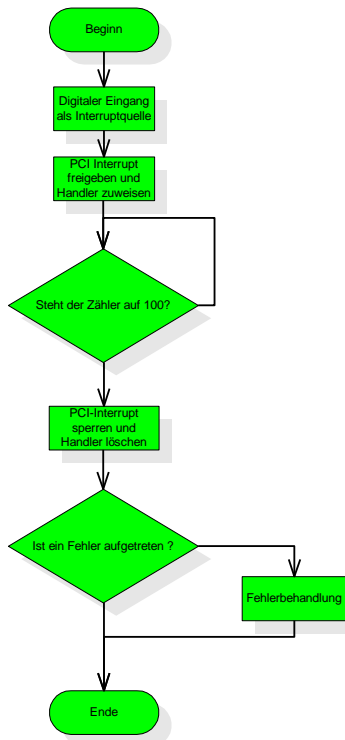 Beginn
Digitaler Eingang
als Interruptquelle
PCI Interrupt
freigeben und
Handler zuweisen
Steht der Zähler auf 100?
PCI-Interrupt
sperren und
Handler löschen
Ist ein Fehler aufgetreten ?
Fehlerbehandlung
Ende